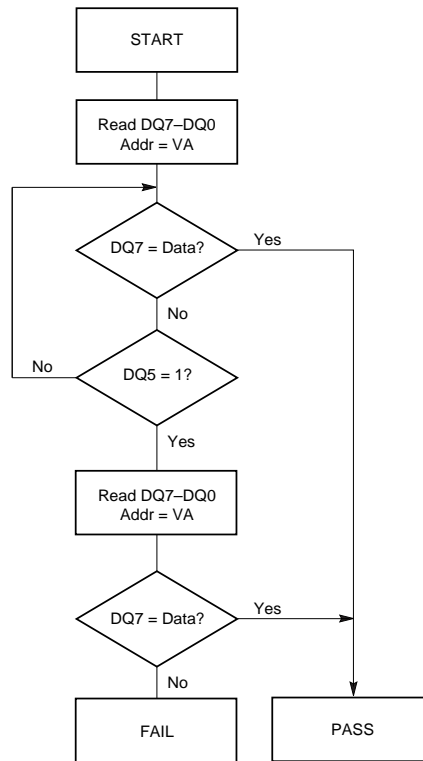 START
Read DQ7–DQ0
Addr = VA
DQ7 = Data?
Yes
No
No
DQ5 = 1?
Yes
Read DQ7–DQ0
Addr = VA
DQ7 = Data?
Yes
No
FAIL
PASS